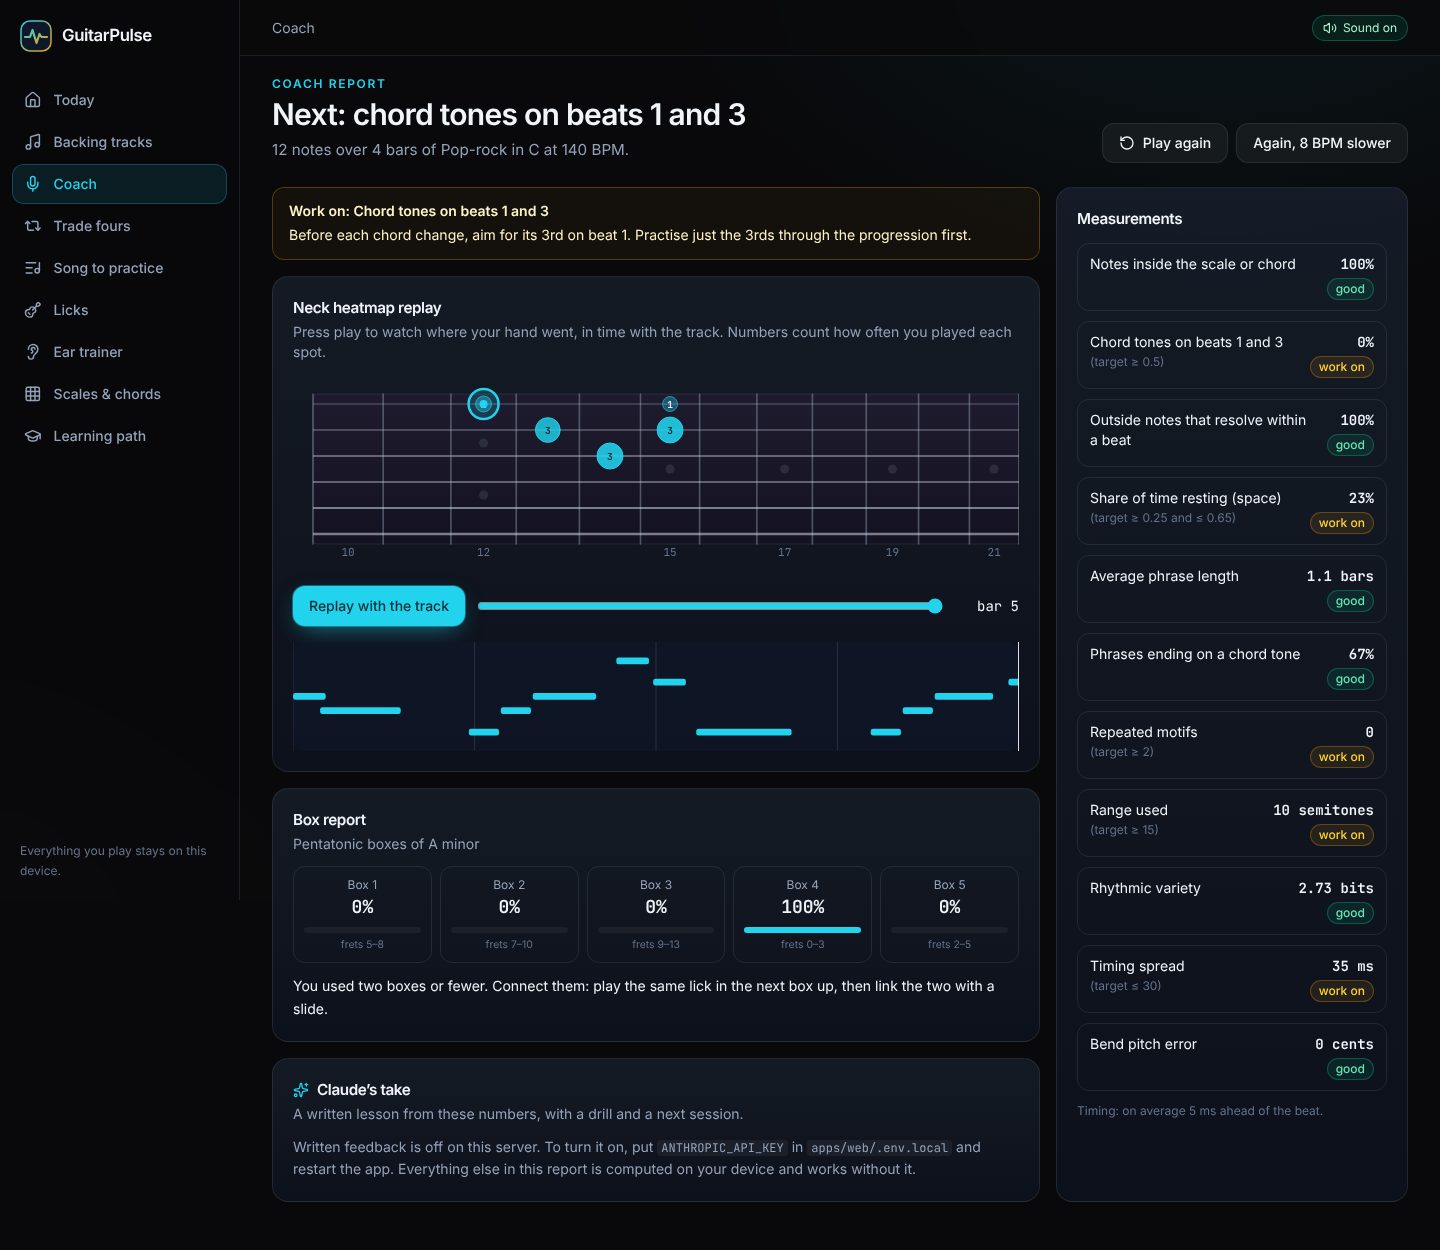 GuitarPulse
Today
Backing tracks
Coach
Trade fours
Song to practice
Licks
Ear trainer
Scales & chords
Learning path
Everything you play stays on this
device.
Coach
Sound on
COACH REPORT
Next: chord tones on beats 1 and 3
12 notes over 4 bars of Pop-rock in C at 140 BPM.
Play again
Again, 8 BPM slower
Work on: Chord tones on beats 1 and 3
Before each chord change, aim for its 3rd on beat 1. Practise just the 3rds through the progression first.
Neck heatmap replay
Press play to watch where your hand went, in time with the track. Numbers count how often you played each
spot.
1
3
3
3
10
12
15
17
19
21
Replay with the track
bar 5
Box report
Pentatonic boxes of A minor
Box 1
0%
frets 5–8
Box 2
0%
frets 7–10
Box 3
0%
frets 9–13
Box 4
100%
frets 0–3
Box 5
0%
frets 2–5
You used two boxes or fewer. Connect them: play the same lick in the next box up, then link the two with a
slide.
Claude’s take
A written lesson from these numbers, with a drill and a next session.
Written feedback is off on this server. To turn it on, put ANTHROPIC_API_KEY in apps/web/.env.local and
restart the app. Everything else in this report is computed on your device and works without it.
Measurements
Notes inside the scale or chord 100%
good
Chord tones on beats 1 and 3 0%
(target ≥ 0.5) work on
Outside notes that resolve within 100%
a beat good
Share of time resting (space) 23%
(target ≥ 0.25 and ≤ 0.65) work on
Average phrase length 1.1 bars
good
Phrases ending on a chord tone 67%
good
Repeated motifs 0
(target ≥ 2) work on
Range used 10 semitones
(target ≥ 15) work on
Rhythmic variety 2.73 bits
good
Timing spread 35 ms
(target ≤ 30) work on
Bend pitch error 0 cents
good
Timing: on average 5 ms ahead of the beat.